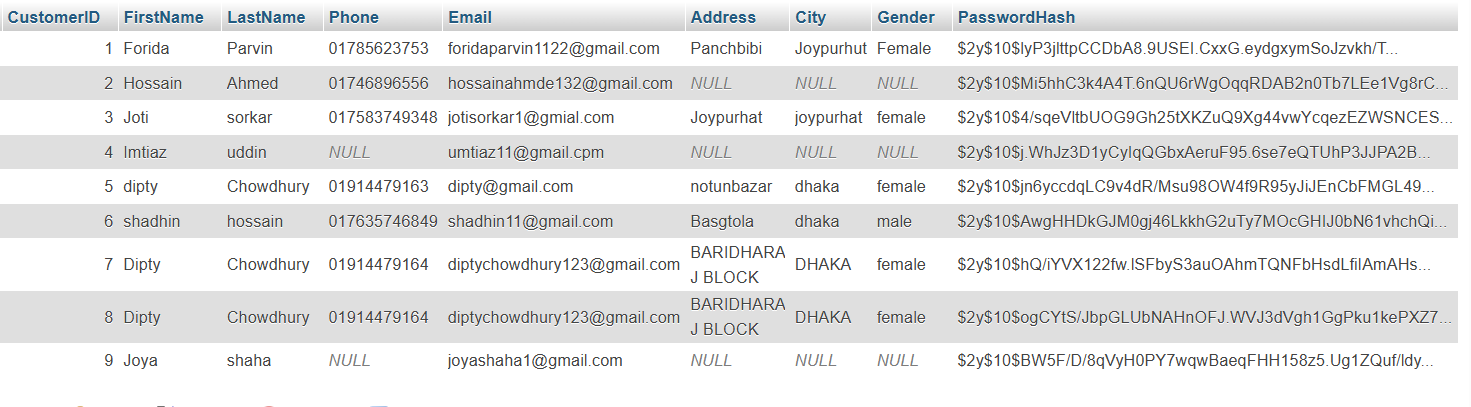 CustomerID FirstName LastName Phone Email Address City Gender PasswordHash
1 Forida Parvin 01785623753 foridaparvin1122@gmail.com Panchbibi Joypurhut Female $2y$10$lyP3jlttpCCDbA8.9USEI.CxxG.eydgxymSoJzvkh/T...
2 Hossain Ahmed 01746896556 hossainahmde132@gmail.com NULL NULL NULL $2y$10$Mi5hhC3k4A4T.6nQU6rWgOqqRDAB2n0Tb7LEe1Vg8rC...
3 Joti sorkar 017583749348 jotisorkar1@gmial.com Joypurhat joypurhat female $2y$10$4/sqeVltbUOG9Gh25tXKZuQ9Xg44vwYcqezEZWSNCES...
4 Imtiaz uddin NULL umtiaz11@gmail.cpm NULL NULL NULL $2y$10$j.WhJz3D1yCylqQGbxAeruF95.6se7eQTUhP3JJPA2B...
5 dipty Chowdhury 01914479163 dipty@gmail.com notunbazar dhaka female $2y$10$jn6yccdqLC9v4dR/Msu98OW4f9R95yJiJEnCbFMGL49...
6 shadhin hossain 017635746849 shadhin11@gmail.com Basgtola dhaka male $2y$10$AwgHHDkGJM0gj46LkkhG2uTy7MOcGHIJ0bN61vhchQi...
7 Dipty Chowdhury 01914479164 diptychowdhury123@gmail.com BARIDHARA DHAKA female $2y$10$hQ/iYVX122fw.lSFbyS3auOAhmTQNFbHsdLfilAmAHs...
J BLOCK
8 Dipty Chowdhury 01914479164 diptychowdhury123@gmail.com BARIDHARA DHAKA female $2y$10$ogCYtS/JbpGLUbNAHnOFJ.WVJ3dVgh1GgPku1kePXZ7...
J BLOCK
9 Joya shaha NULL joyashaha1@gmail.com NULL NULL NULL $2y$10$BW5F/D/8qVyH0PY7wqwBaeqFHH158z5.Ug1ZQuf/ldy...